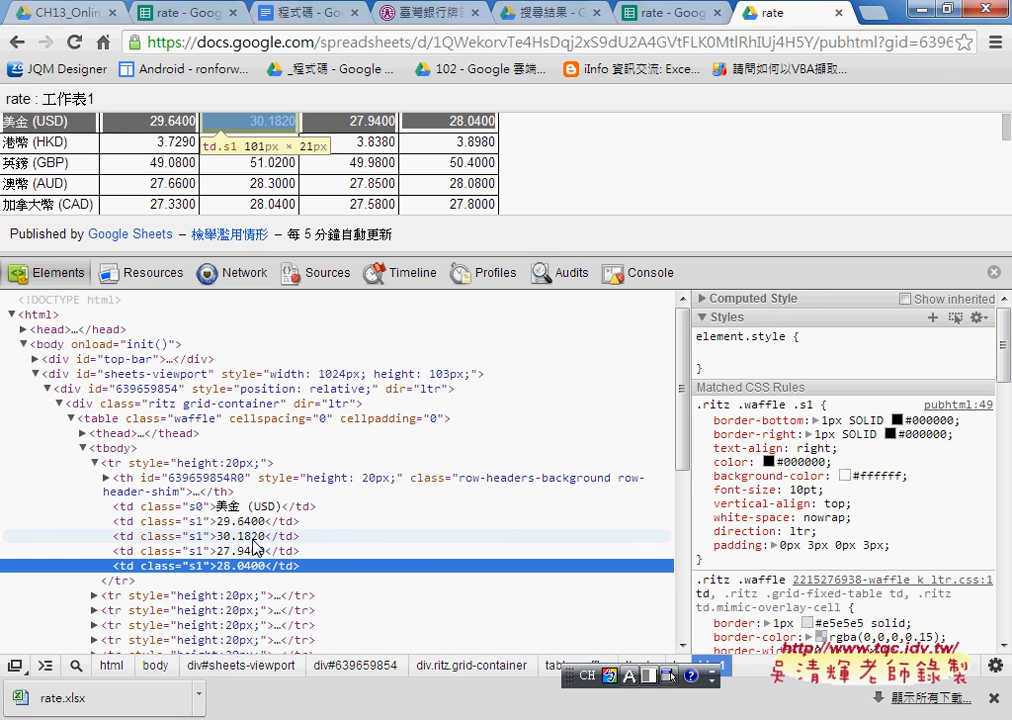 CH13_Onlin
rate - Goog
程式碼 - Goo
臺灣銀行牌告
搜尋結果 - G
rate - Goog
rate
https://docs.google.com/spreadsheets/d/1QWekorvTe4HsDqj2xS9dU2A4GVtFLK0MtlRhIUj4H5Y/pubhtml?gid=6396
JQM Designer
Android - ronforw...
_程式碼 - Google ...
102 - Google 雲端...
iInfo 資訊交流: Exce...
請問如何以VBA擷取...
rate : 工作表1
美金 (USD) 29.6400 30.1820 27.9400 28.0400
港幣 (HKD) 3.7290 3.8380 3.8980
td.s1 101px × 21px
英鎊 (GBP) 49.0800 51.0200 49.9800 50.4000
澳幣 (AUD) 27.6600 28.3000 27.8500 28.0800
加拿大幣 (CAD) 27.3300 28.0400 27.5800 27.8000
Published by Google Sheets – 檢舉濫用情形 – 每 5 分鐘自動更新
Elements Resources Network Sources Timeline Profiles Audits Console
<!DOCTYPE html>
<html>
<head>…</head>
<body onload="init()">
<div id="top-bar">…</div>
<div id="sheets-viewport" style="width: 1024px; height: 103px;">
<div id="639659854" style="position: relative;" dir="ltr">
<div class="ritz grid-container" dir="ltr">
<table class="waffle" cellspacing="0" cellpadding="0">
<thead>…</thead>
<tbody>
<tr style="height:20px;">
<th id="639659854R0" style="height: 20px;" class="row-headers-background row-
header-shim">…</th>
<td class="s0">美金 (USD)</td>
<td class="s1">29.6400</td>
<td class="s1">30.1820</td>
<td class="s1">27.9400</td>
<td class="s1">28.0400</td>
</tr>
<tr style="height:20px;">…</tr>
<tr style="height:20px;">…</tr>
<tr style="height:20px;">…</tr>
<tr style="height:20px;">…</tr>
Computed Style Show inherited
Styles
element.style {
}
Matched CSS Rules
.ritz .waffle .s1 { pubhtml:49
border-bottom: 1px SOLID #000000;
border-right: 1px SOLID #000000;
text-align: right;
color: #000000;
background-color: #ffffff;
font-size: 10pt;
vertical-align: top;
white-space: nowrap;
direction: ltr;
padding: 0px 3px 0px 3px;
}
.ritz .waffle 2215276938-waffle_k_ltr.css:1
td, .ritz .grid-fixed-table td, .ritz
td.mimic-overlay-cell {
border: 1px #e5e5e5 solid;
border-color: rgba(0,0,0,0.15);
html body div#sheets-viewport div#639659854 div.ritz.grid-container
CH
http://www.tqc.idv.tw/
吳清輝老師錄製
rate.xlsx
顯示所有下載...